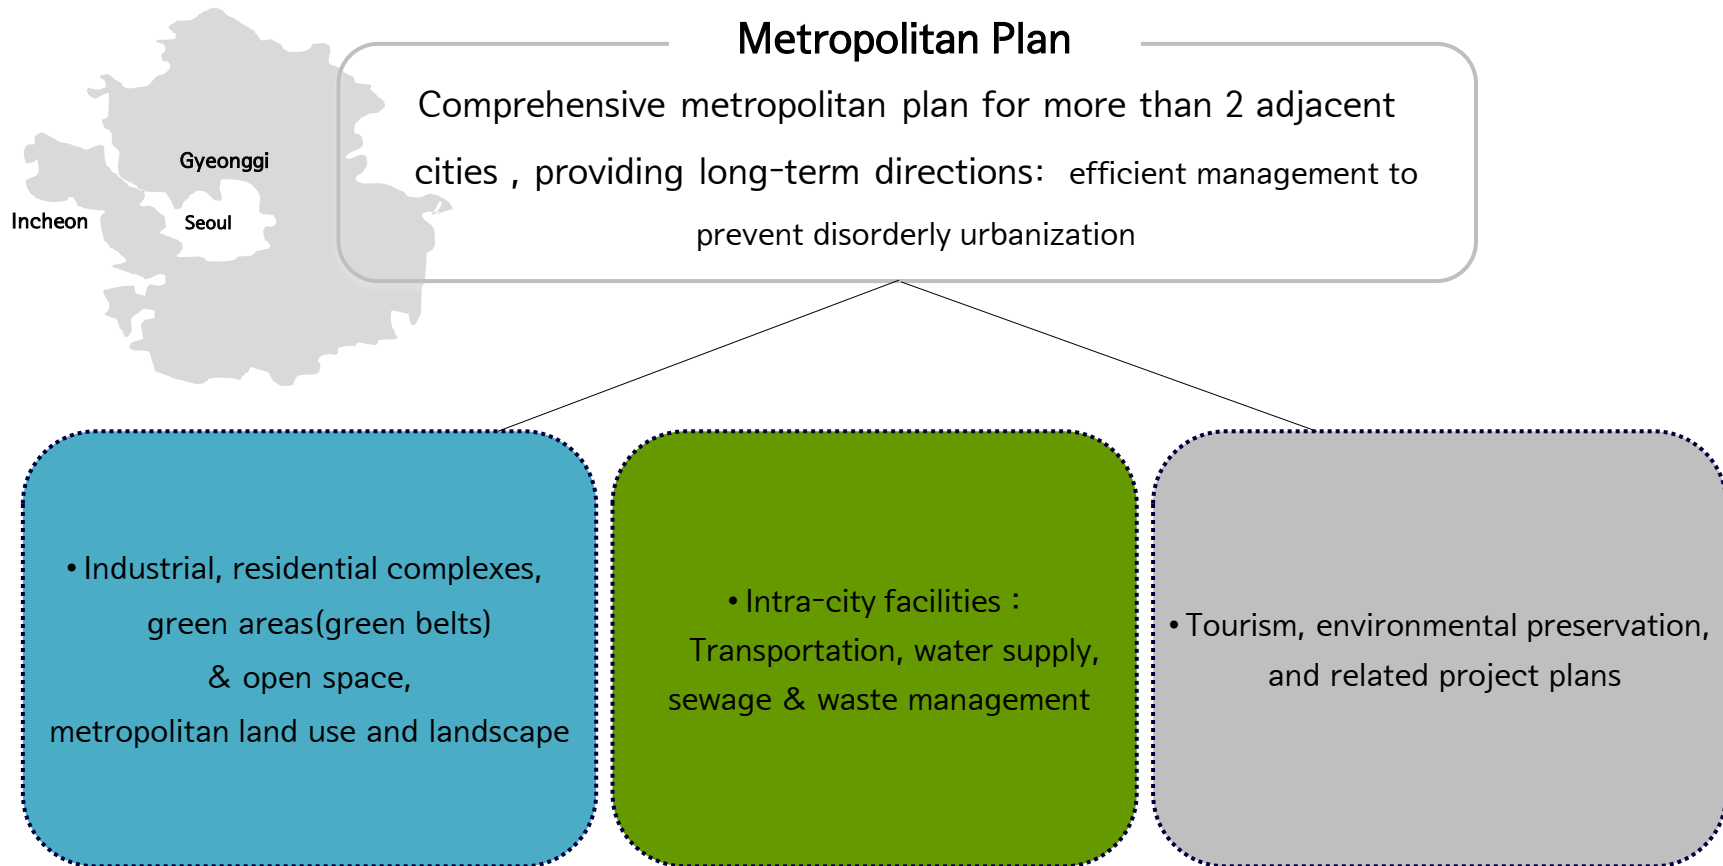 Metropolitan Plan
Comprehensive metropolitan plan for more than 2 adjacent
cities , providing long-term directions: efficient management to
prevent disorderly urbanization
Gyeonggi
Incheon
Seoul
• Industrial, residential complexes,
green areas(green belts)
& open space,
metropolitan land use and landscape
• Intra-city facilities :
Transportation, water supply,
sewage & waste management
• Tourism, environmental preservation,
and related project plans